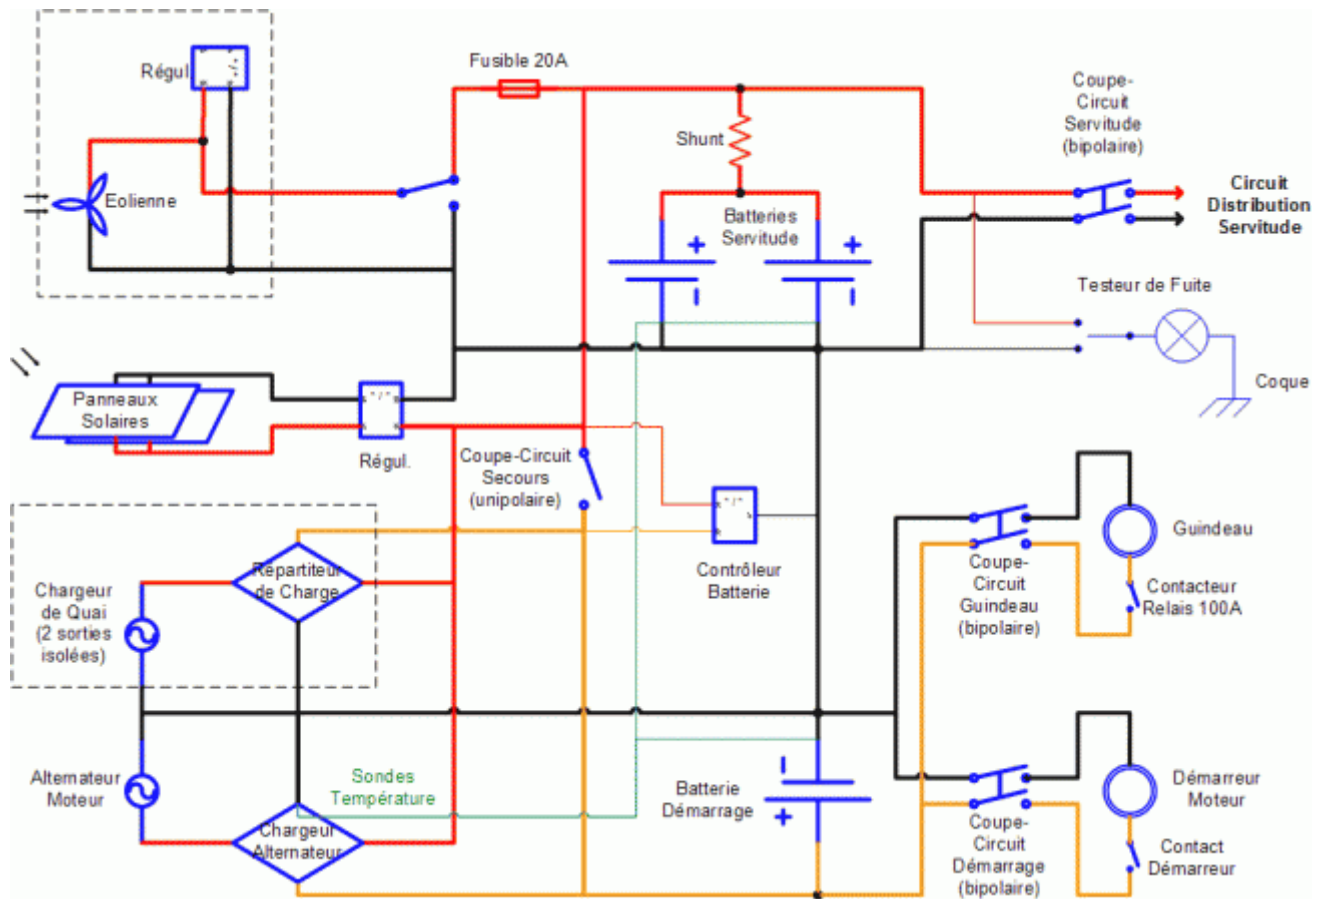 Régul
Eolienne
Fusible 20A
Shunt
Batteries
Servitude
Coupe-
Circuit
Servitude
(bipolaire)
Circuit
Distribution
Servitude
Testeur de Fuite
Coque
Panneaux
Solaires
Régul.
Coupe-Circuit
Secours
(unipolaire)
Contrôleur
Batterie
Guindeau
Coupe-
Circuit
Guindeau
(bipolaire)
Contacteur
Relais 100A
Répartiteur
de Charge
Chargeur
de Quai
(2 sorties
isolées)
Alternateur
Moteur
Sondes
Température
Chargeur
Alternateur
Batterie
Démarrage
Démarreur
Moteur
Coupe-
Circuit
Démarrage
(bipolaire)
Contact
Démarreur